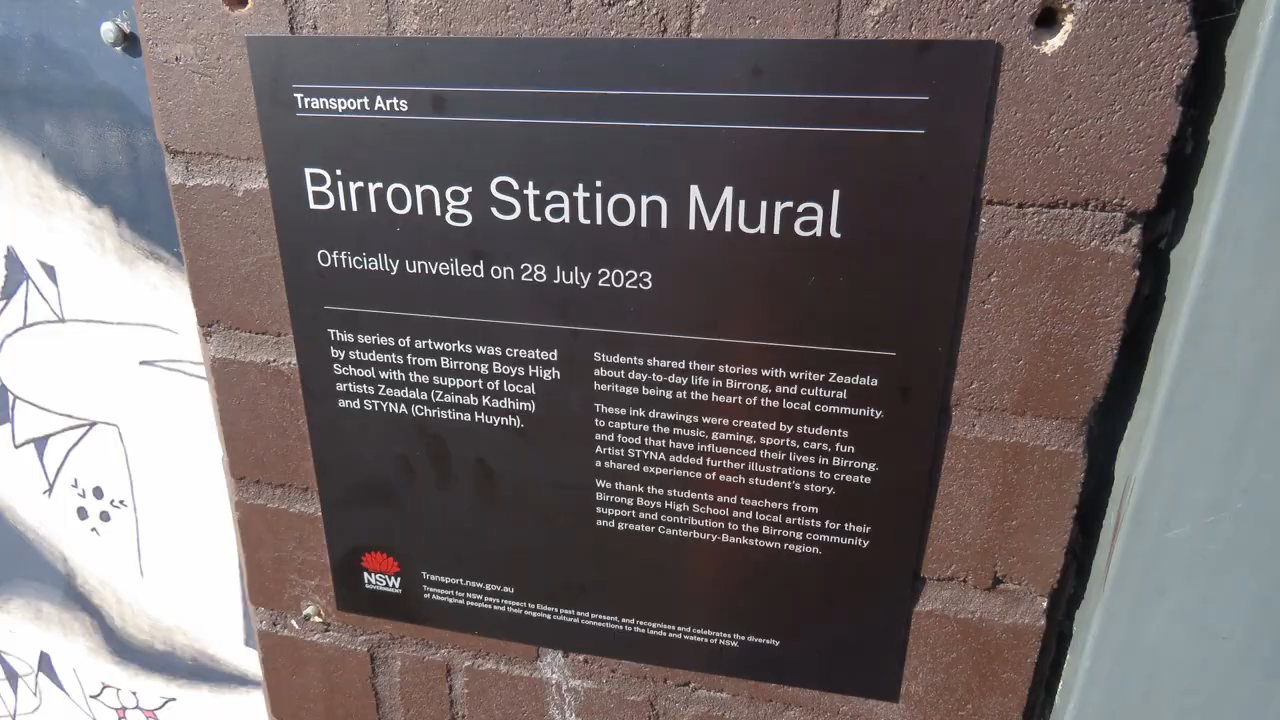 Transport Arts
Birrong Station Mural
Officially unveiled on 28 July 2023
This series of artworks was created
by students from Birrong Boys High
School with the support of local
artists Zeadala (Zainab Kadhim)
and STYNA (Christina Huynh).
Students shared their stories with writer Zeadala
about day-to-day life in Birrong, and cultural
heritage being at the heart of the local community.
These ink drawings were created by students
to capture the music, gaming, sports, cars, fun
and food that have influenced their lives in Birrong.
Artist STYNA added further illustrations to create
a shared experience of each student's story.
We thank the students and teachers from
Birrong Boys High School and local artists for their
support and contribution to the Birrong community
and greater Canterbury-Bankstown region.
NSW
GOVERNMENT
Transport.nsw.gov.au
Transport for NSW pays respect to Elders past and present, and recognises and celebrates the diversity
of Aboriginal peoples and their ongoing cultural connections to the lands and waters of NSW.